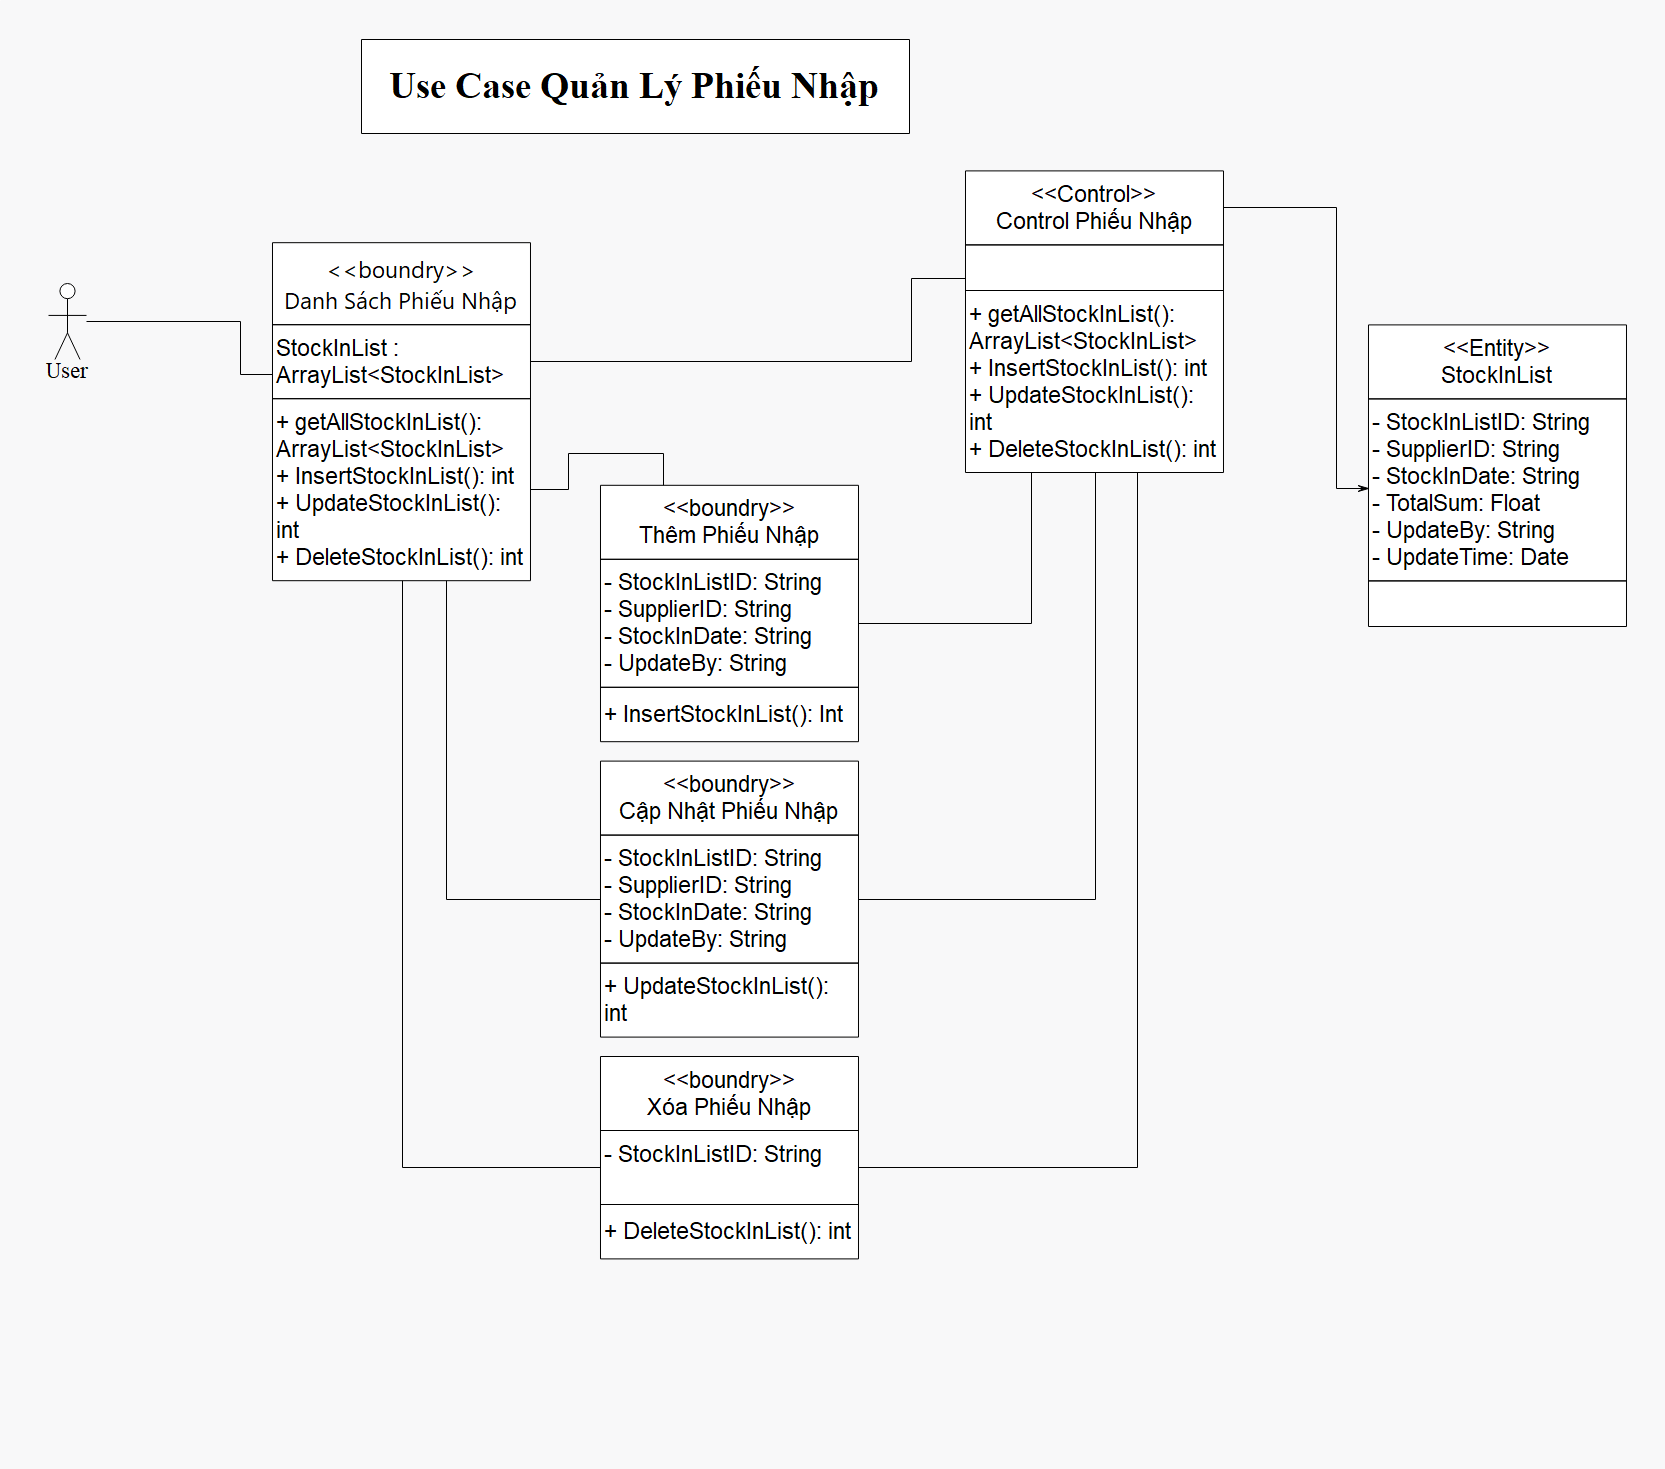 Use Case Quản Lý Phiếu Nhập
User
<<boundry>>
Danh Sách Phiếu Nhập
StockInList :
ArrayList<StockInList>
+ getAllStockInList():
ArrayList<StockInList>
+ InsertStockInList(): int
+ UpdateStockInList():
int
+ DeleteStockInList(): int
<<boundry>>
Thêm Phiếu Nhập
- StockInListID: String
- SupplierID: String
- StockInDate: String
- UpdateBy: String
+ InsertStockInList(): Int
<<boundry>>
Cập Nhật Phiếu Nhập
- StockInListID: String
- SupplierID: String
- StockInDate: String
- UpdateBy: String
+ UpdateStockInList():
int
<<boundry>>
Xóa Phiếu Nhập
- StockInListID: String
+ DeleteStockInList(): int
<<Control>>
Control Phiếu Nhập
+ getAllStockInList():
ArrayList<StockInList>
+ InsertStockInList(): int
+ UpdateStockInList():
int
+ DeleteStockInList(): int
<<Entity>>
StockInList
- StockInListID: String
- SupplierID: String
- StockInDate: String
- TotalSum: Float
- UpdateBy: String
- UpdateTime: Date